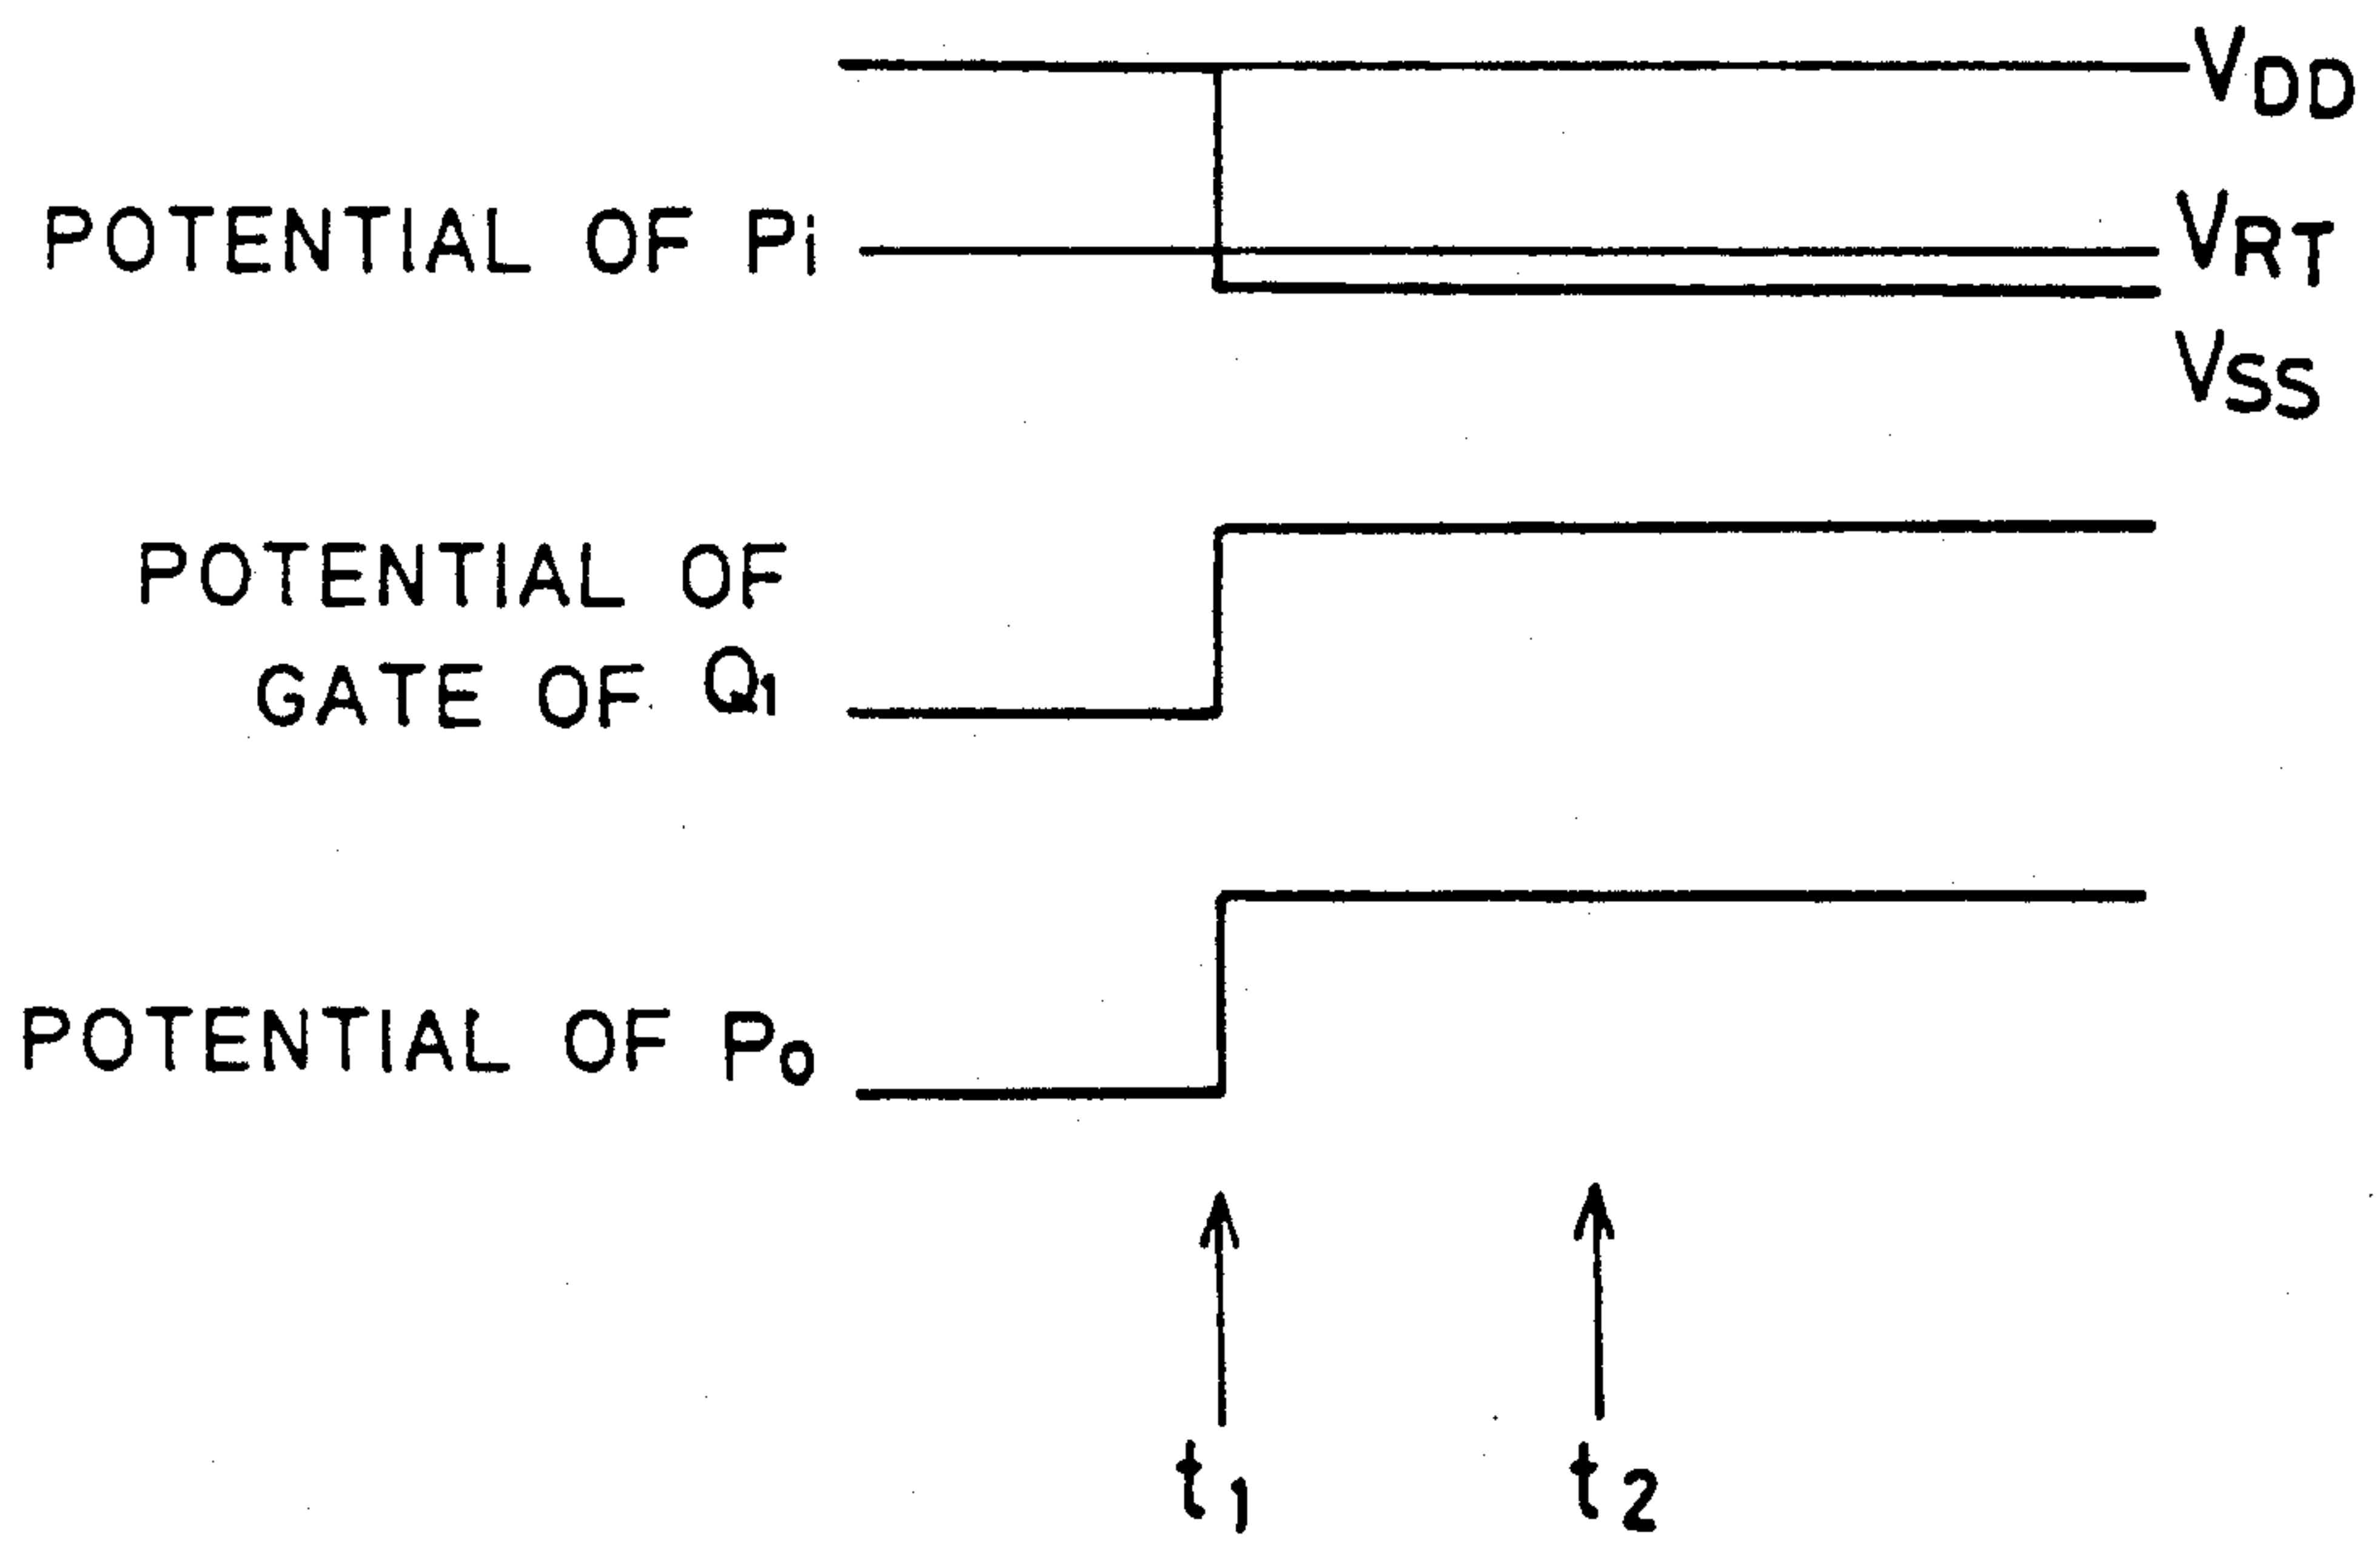 VDD
POTENTIAL OF Pi
VRT
VSS
POTENTIAL OF
GATE OF Q1
POTENTIAL OF Po
t1
t2